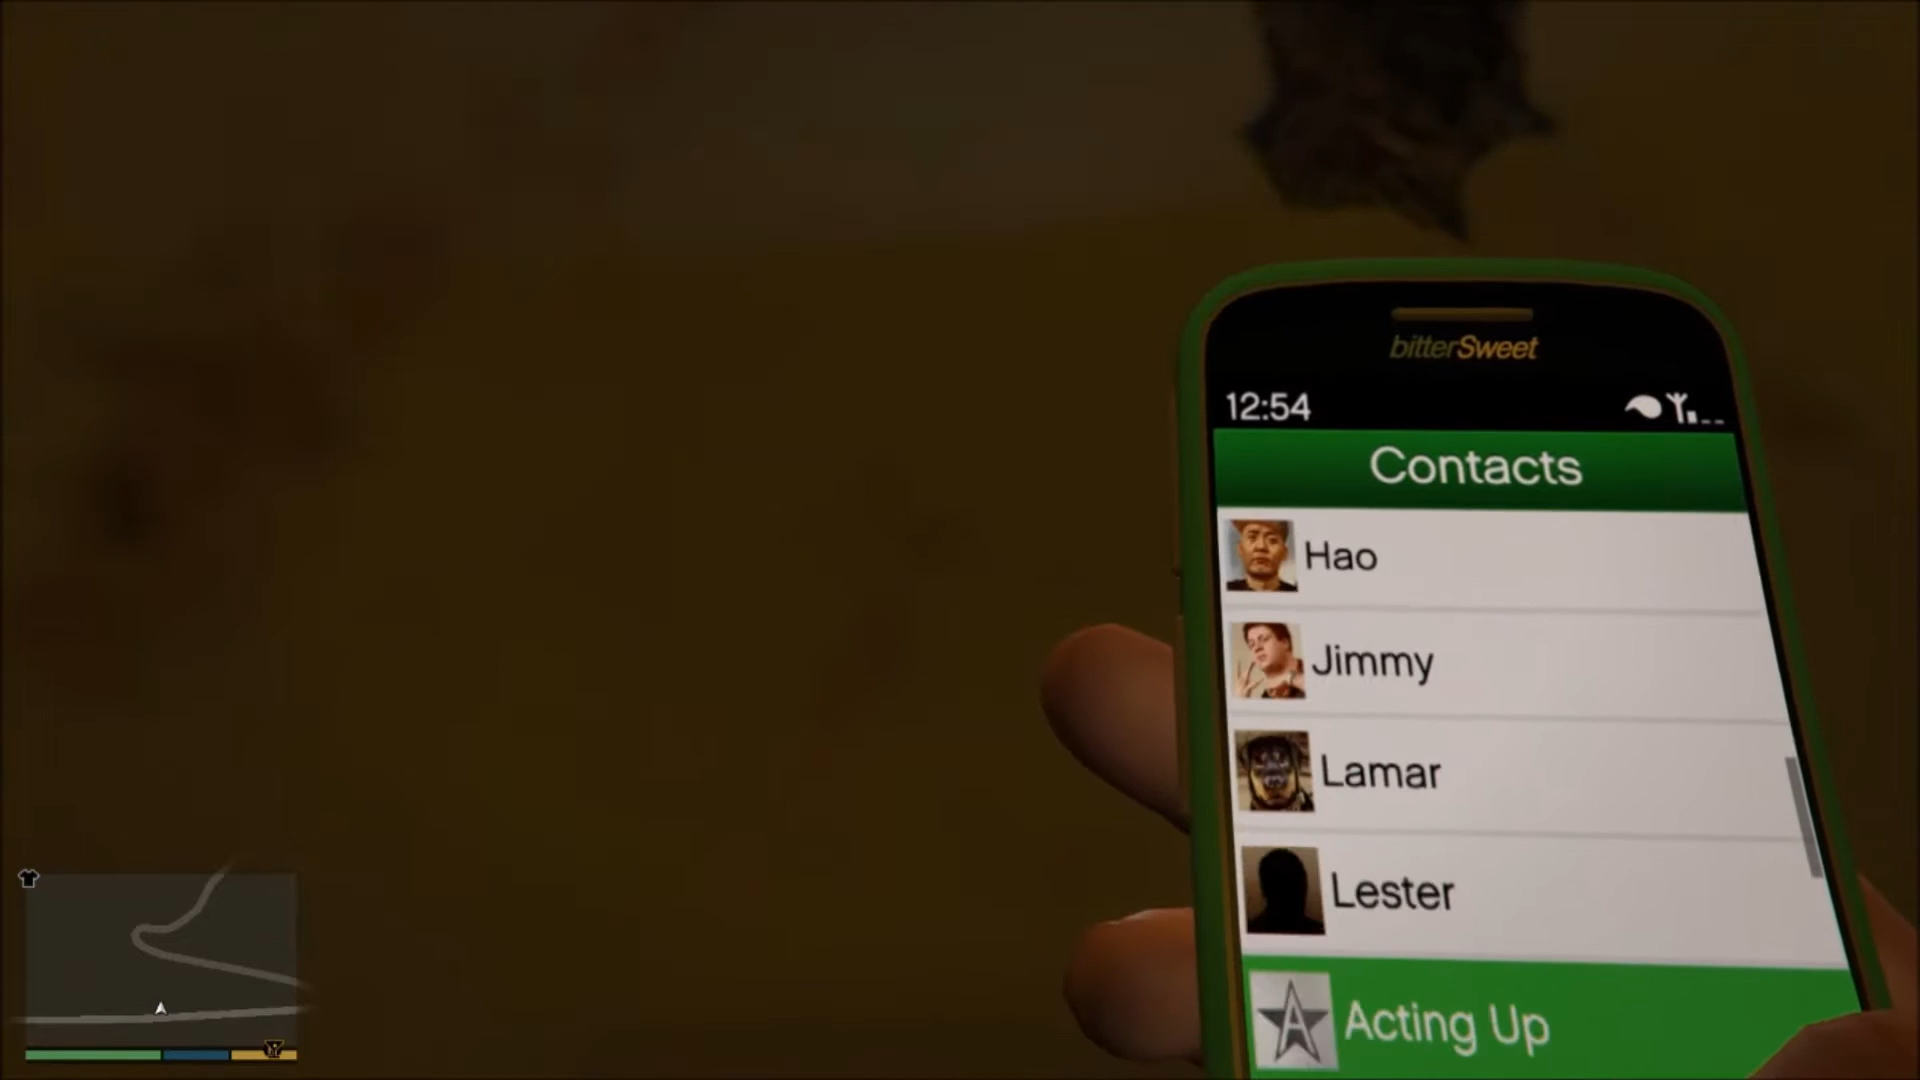 bitterSweet
12:54
Contacts
Hao
Jimmy
Lamar
Lester
A
Acting Up